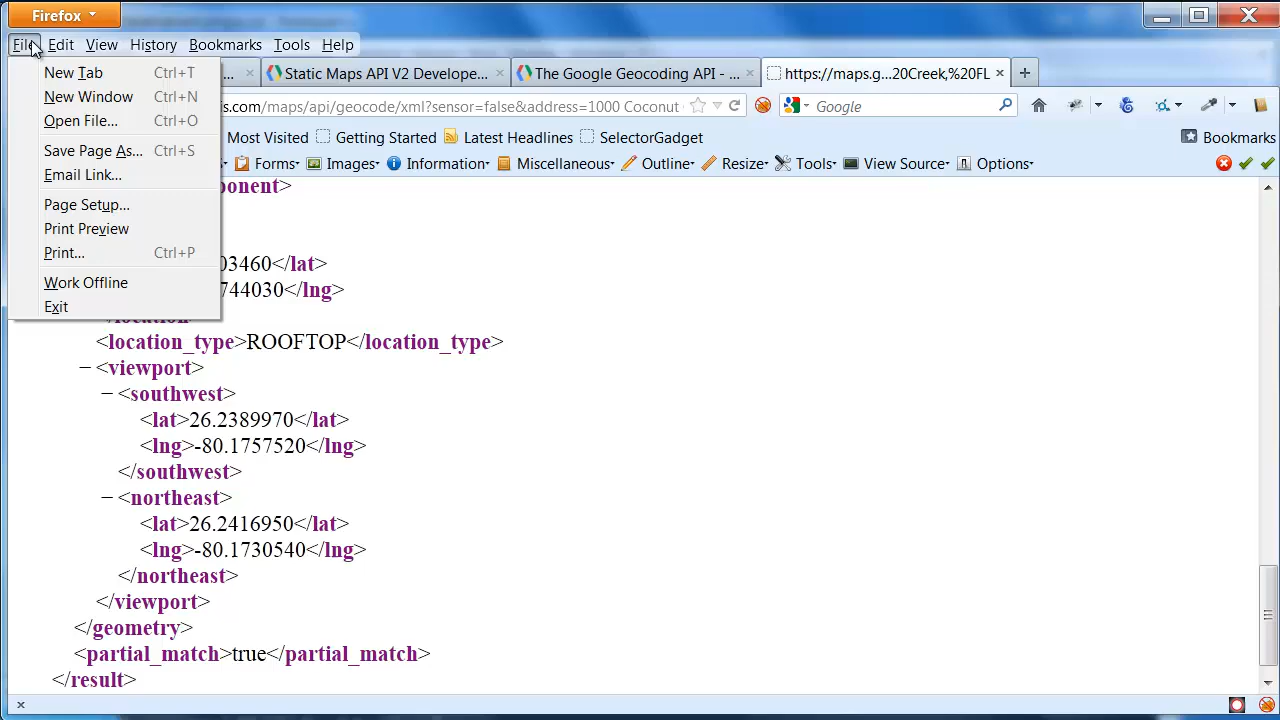 Firefox
File Edit View History Bookmarks Tools Help
... Static Maps API V2 Develope... The Google Geocoding API - ... https://maps.g...20Creek,%20FL
is.com/maps/api/geocode/xml?sensor=false&address=1000 Coconut Google
Most Visited Getting Started Latest Headlines SelectorGadget Bookmarks
Forms Images Information Miscellaneous Outline Resize Tools View Source Options
New Tab Ctrl+T
New Window Ctrl+N
Open File... Ctrl+O
Save Page As... Ctrl+S
Email Link...
Page Setup...
Print Preview
Print... Ctrl+P
Work Offline
Exit
ponent>
03460</lat>
744030</lng>
<location_type>ROOFTOP</location_type>
− <viewport>
− <southwest>
<lat>26.2389970</lat>
<lng>-80.1757520</lng>
</southwest>
− <northeast>
<lat>26.2416950</lat>
<lng>-80.1730540</lng>
</northeast>
</viewport>
</geometry>
<partial_match>true</partial_match>
</result>